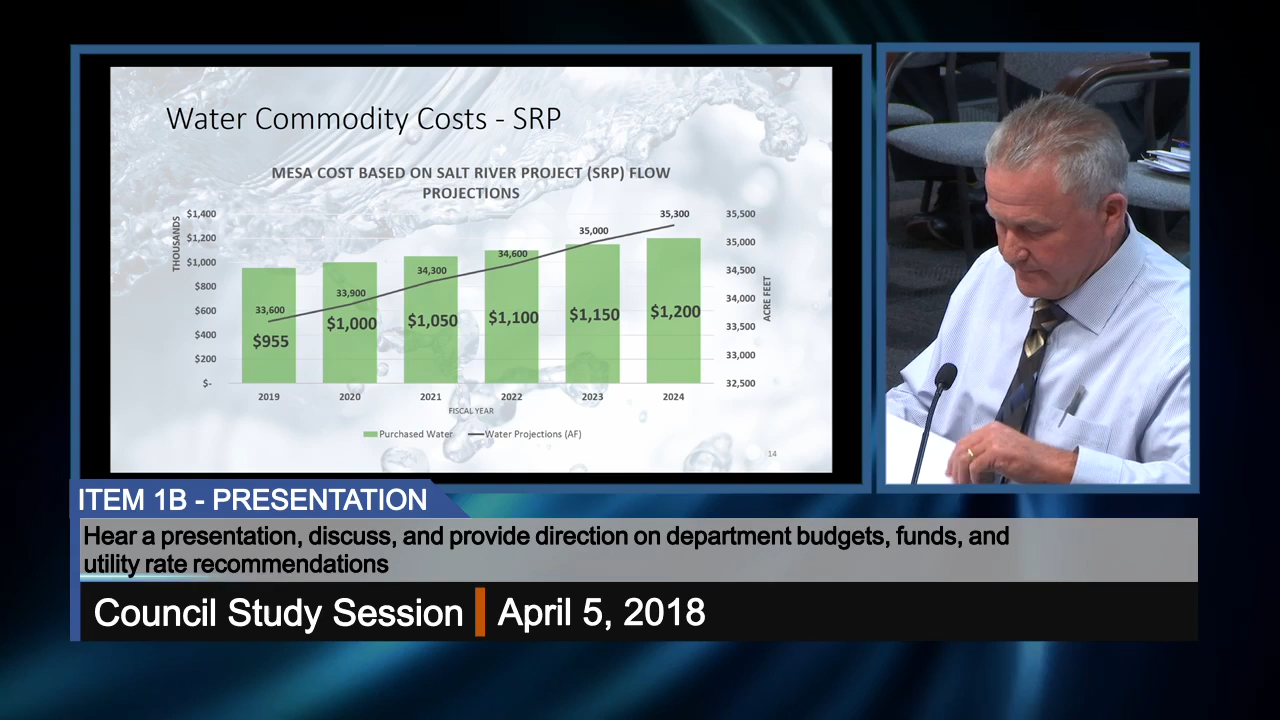 Water Commodity Costs - SRP
MESA COST BASED ON SALT RIVER PROJECT (SRP) FLOW
PROJECTIONS
THOUSANDS
$1,400
$1,200
$1,000
$800
$600
$400
$200
$-
35,500
35,000
34,500
34,000
33,500
33,000
32,500
ACRE FEET
33,600
33,900
34,300
34,600
35,000
35,300
$955
$1,000
$1,050
$1,100
$1,150
$1,200
2019 2020 2021 2022 2023 2024
FISCAL YEAR
Purchased Water Water Projections (AF)
14
ITEM 1B - PRESENTATION
Hear a presentation, discuss, and provide direction on department budgets, funds, and
utility rate recommendations
Council Study Session April 5, 2018